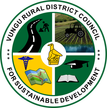 VUNGU RURAL DISTRICT COUNCIL
FOR SUSTAINABLE DEVELOPMENT